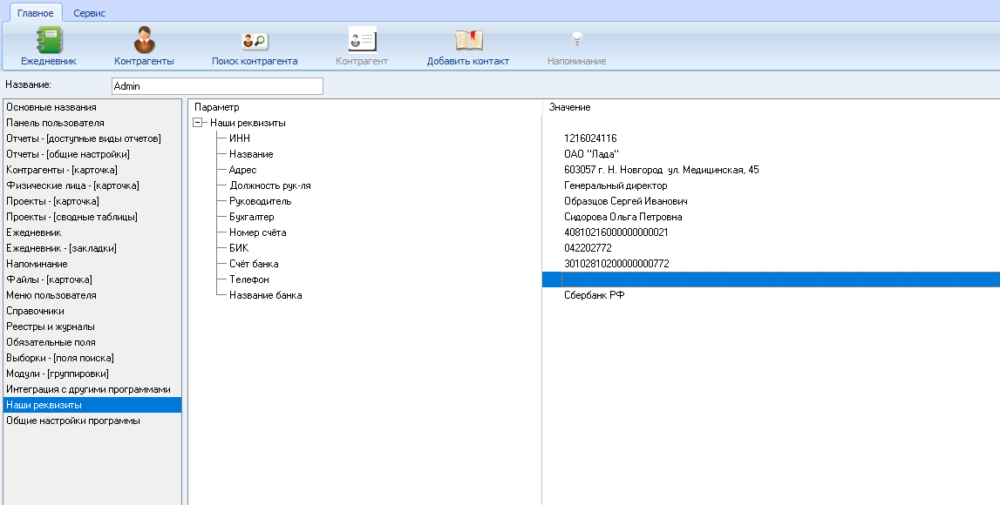 Главное Сервис
Ежедневник Контрагенты Поиск контрагента Контрагент Добавить контакт Напоминание
Название: Admin
Основные названия
Панель пользователя
Отчеты - [доступные виды отчетов]
Отчеты - [общие настройки]
Контрагенты - [карточка]
Физические лица - [карточка]
Проекты - [карточка]
Проекты - [сводные таблицы]
Ежедневник
Ежедневник - [закладки]
Напоминание
Файлы - [карточка]
Меню пользователя
Справочники
Реестры и журналы
Обязательные поля
Выборки - [поля поиска]
Модули - [группировки]
Интеграция с другими программами
Наши реквизиты
Общие настройки программы
Параметр Значение
Наши реквизиты
ИНН 1216024116
Название ОАО "Лада"
Адрес 603057 г. Н. Новгород ул. Медицинская, 45
Должность рук-ля Генеральный директор
Руководитель Образцов Сергей Иванович
Бухгалтер Сидорова Ольга Петровна
Номер счёта 40810216000000000021
БИК 042202772
Счёт банка 30102810200000000772
Телефон
Название банка Сбербанк РФ